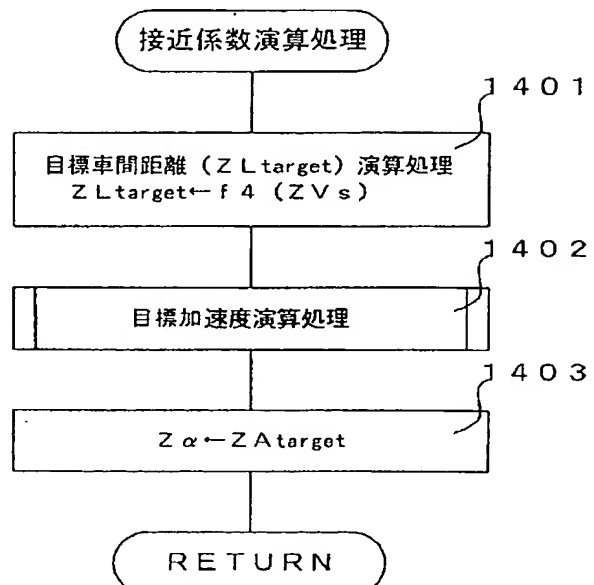 接近係数演算処理
1401
目標車間距離（ZLtarget）演算処理
ZLtarget←f4（ZVs）
1402
目標加速度演算処理
1403
Zα←ZAtarget
RETURN